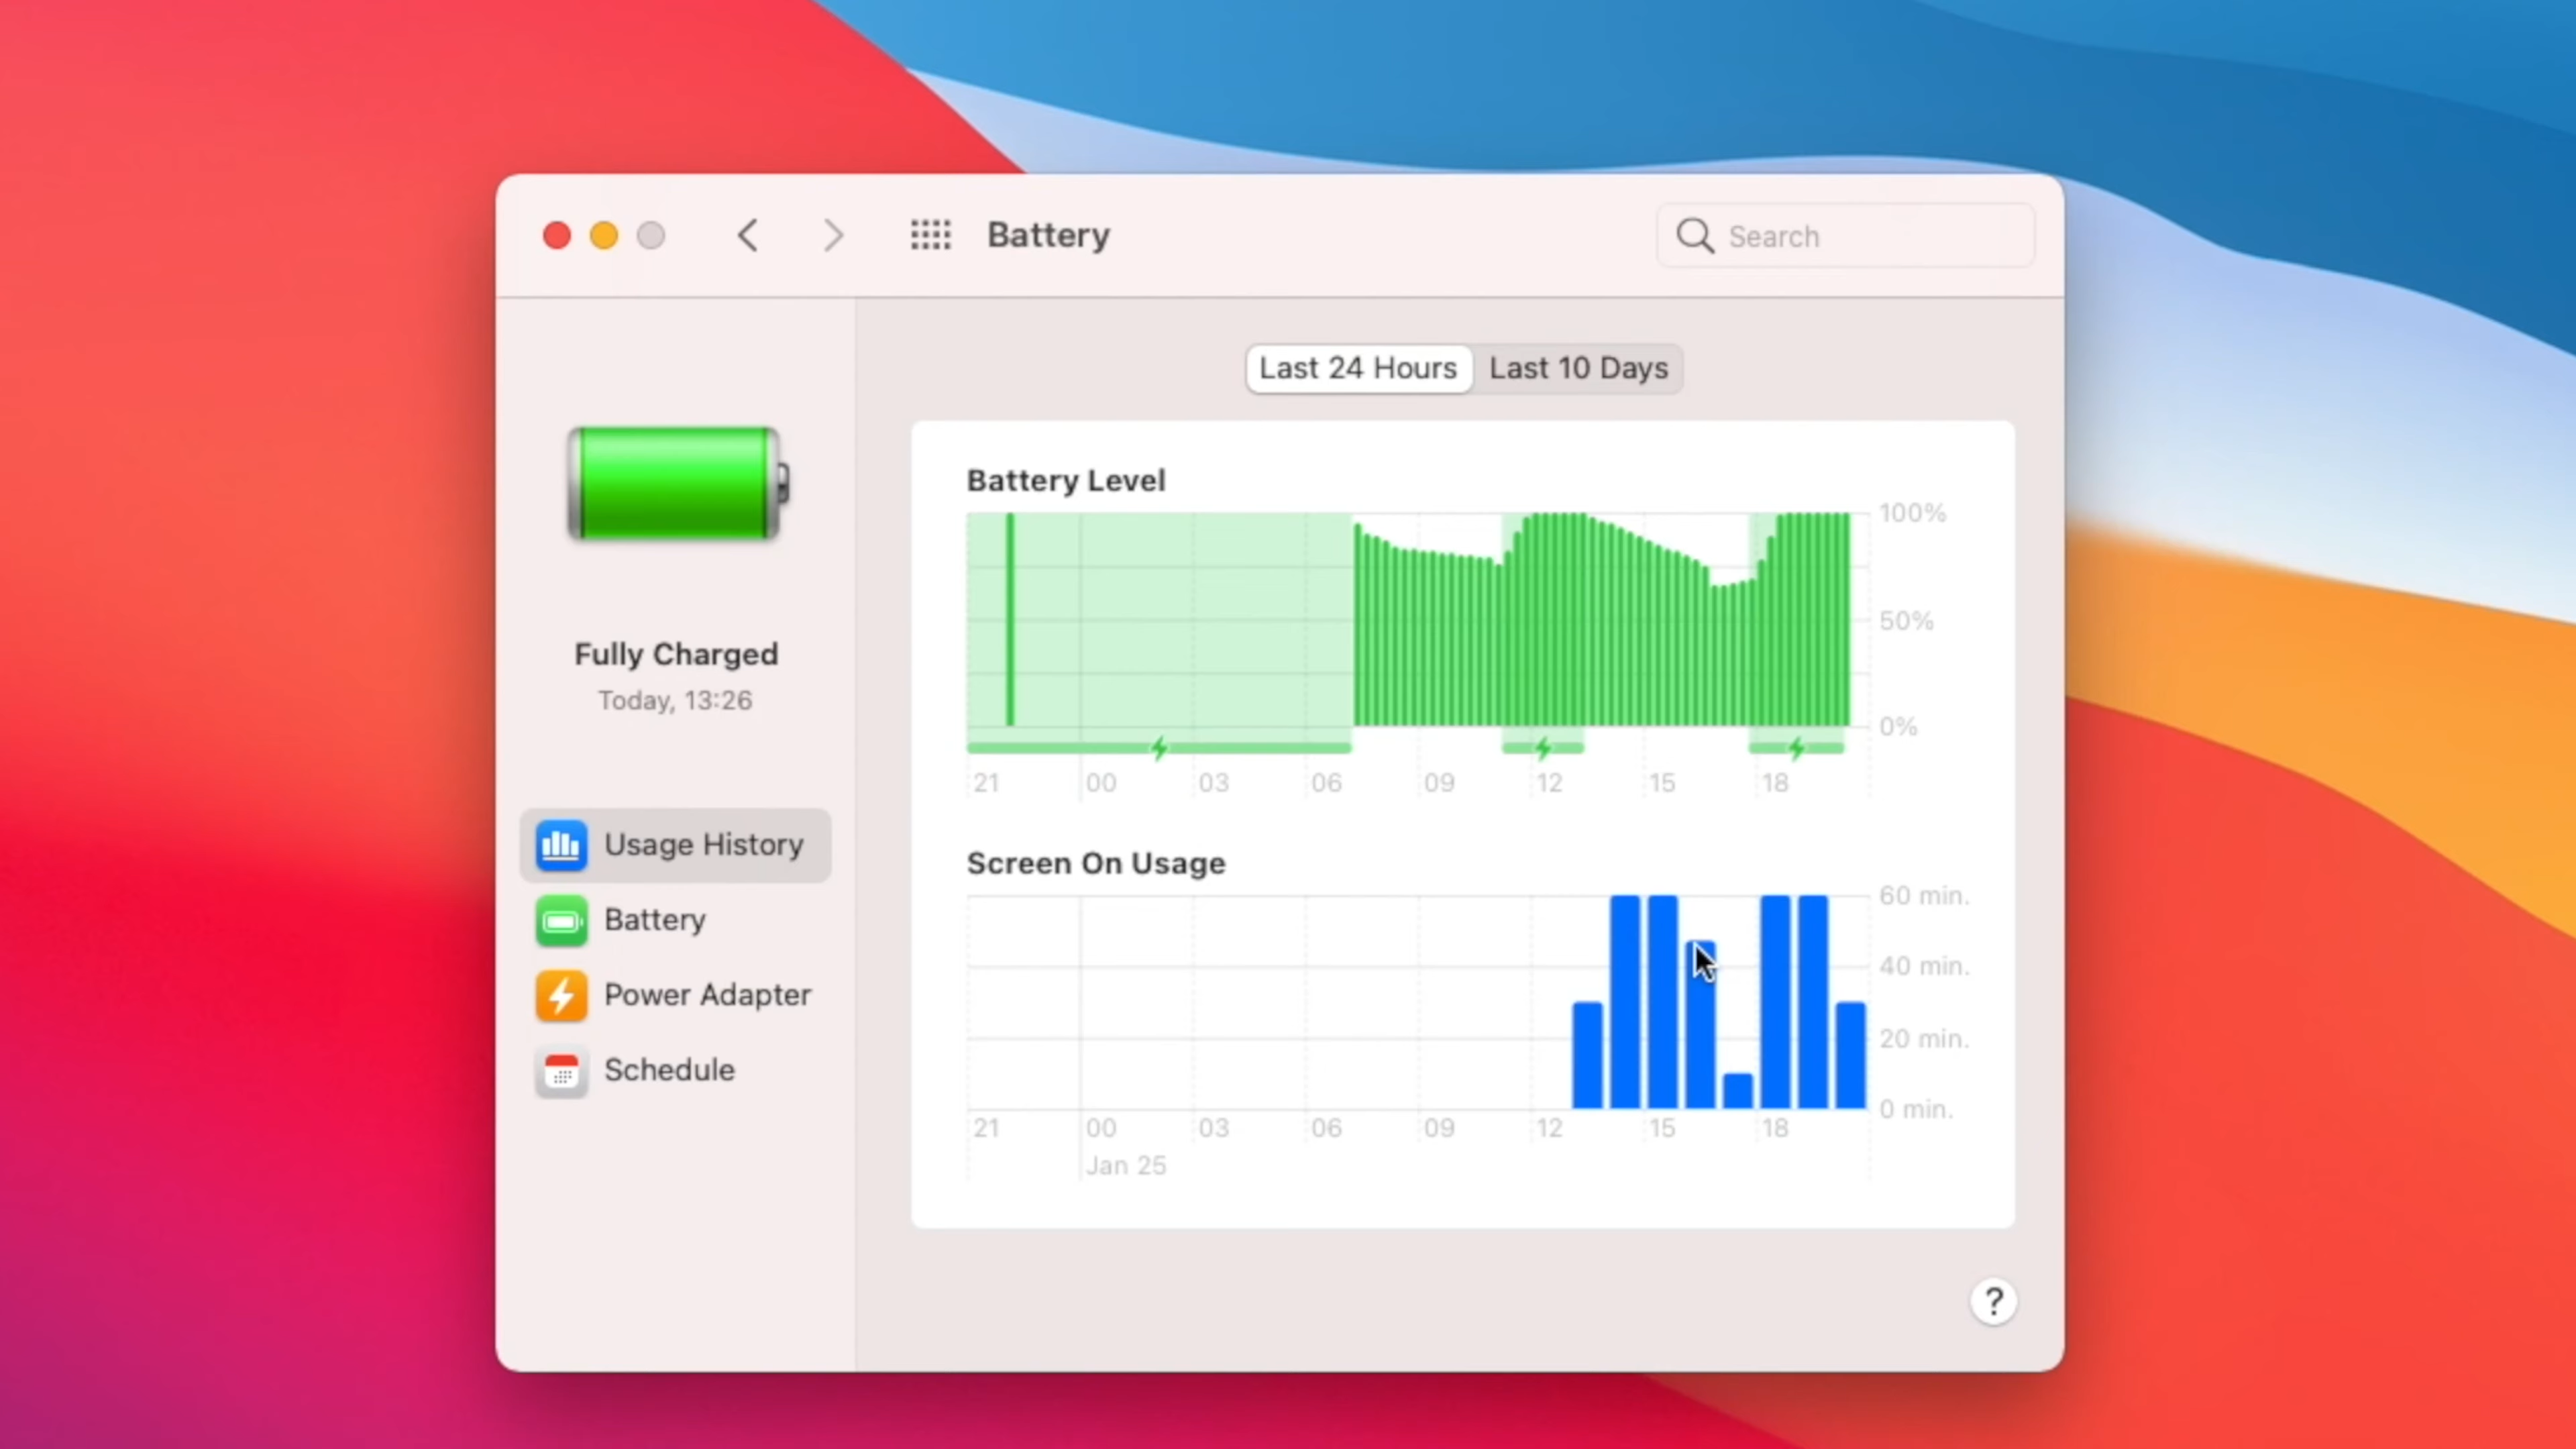 Battery
Search
Last 24 Hours
Last 10 Days
Fully Charged
Today, 13:26
Usage History
Battery
Power Adapter
Schedule
Battery Level
100%
50%
0%
21 00 03 06 09 12 15 18
Screen On Usage
60 min.
40 min.
20 min.
0 min.
21 00 03 06 09 12 15 18
Jan 25
?